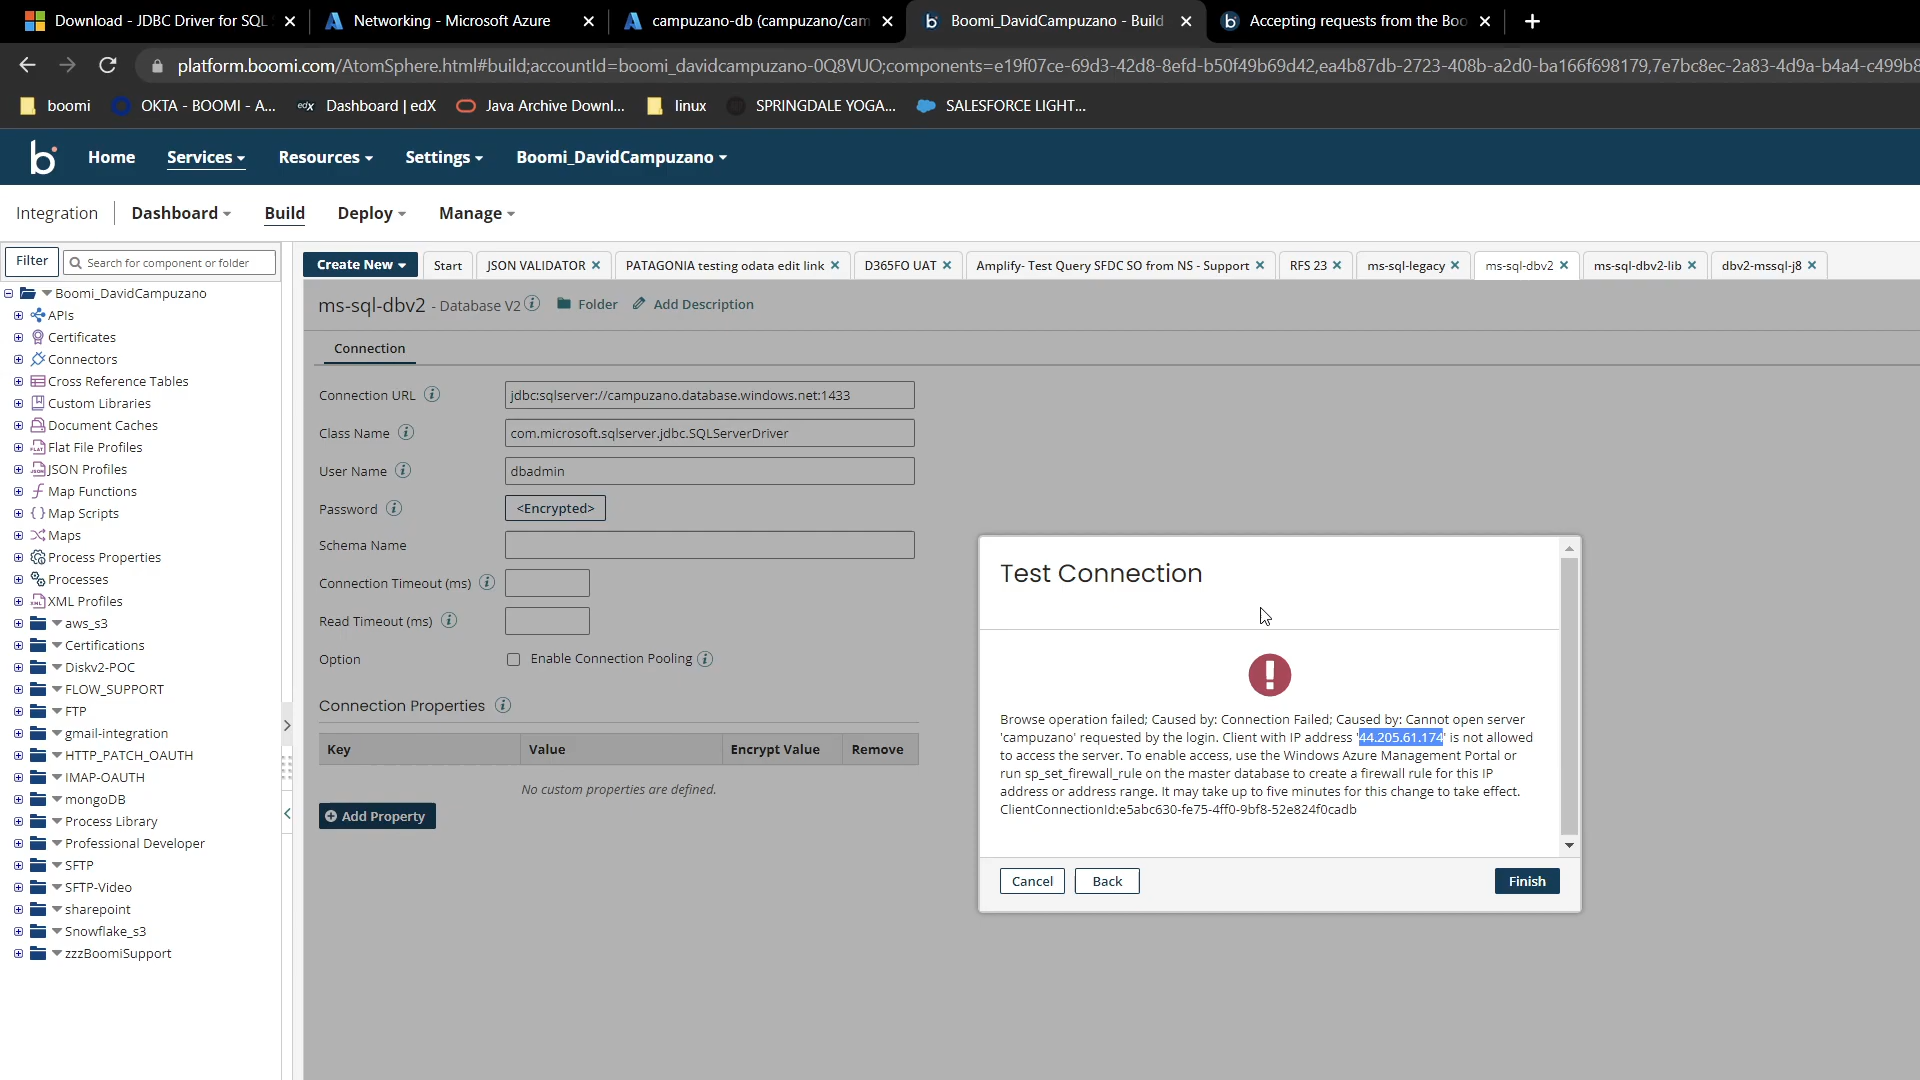 Download - JDBC Driver for SQL
Networking - Microsoft Azure
campuzano-db (campuzano/cam
Boomi_DavidCampuzano - Build
Accepting requests from the Boo
platform.boomi.com/AtomSphere.html#build;accountId=boomi_davidcampuzano-0Q8VUO;components=e19f07ce-69d3-42d8-8efd-b50f49b69d42,ea4b87db-2723-408b-a2d0-ba166f698179,7e7bc8ec-2a83-4d9a-b4a4-c499b8
boomi
OKTA - BOOMI - A...
edX
Dashboard | edX
Java Archive Downl...
linux
SPRINGDALE YOGA...
SALESFORCE LIGHT...
b
Home
Services
Resources
Settings
Boomi_DavidCampuzano
Integration
Dashboard
Build
Deploy
Manage
Filter
Search for component or folder
Create New
Start
JSON VALIDATOR
PATAGONIA testing odata edit link
D365FO UAT
Amplify- Test Query SFDC SO from NS - Support
RFS 23
ms-sql-legacy
ms-sql-dbv2
ms-sql-dbv2-lib
dbv2-mssql-j8
Boomi_DavidCampuzano
APIs
Certificates
Connectors
Cross Reference Tables
Custom Libraries
Document Caches
Flat File Profiles
JSON Profiles
Map Functions
Map Scripts
Maps
Process Properties
Processes
XML Profiles
aws_s3
Certifications
Diskv2-POC
FLOW_SUPPORT
FTP
gmail-integration
HTTP_PATCH_OAUTH
IMAP-OAUTH
mongoDB
Process Library
Professional Developer
SFTP
SFTP-Video
sharepoint
Snowflake_s3
zzzBoomiSupport
ms-sql-dbv2 - Database V2
Folder
Add Description
Connection
Connection URL
jdbc:sqlserver://campuzano.database.windows.net:1433
Class Name
com.microsoft.sqlserver.jdbc.SQLServerDriver
User Name
dbadmin
Password
<Encrypted>
Schema Name
Connection Timeout (ms)
Read Timeout (ms)
Option
Enable Connection Pooling
Connection Properties
Key
Value
Encrypt Value
Remove
No custom properties are defined.
Add Property
Test Connection
Browse operation failed; Caused by: Connection Failed; Caused by: Cannot open server
'campuzano' requested by the login. Client with IP address '44.205.61.174' is not allowed
to access the server. To enable access, use the Windows Azure Management Portal or
run sp_set_firewall_rule on the master database to create a firewall rule for this IP
address or address range. It may take up to five minutes for this change to take effect.
ClientConnectionId:e5abc630-fe75-4ff0-9bf8-52e824f0cadb
Cancel
Back
Finish